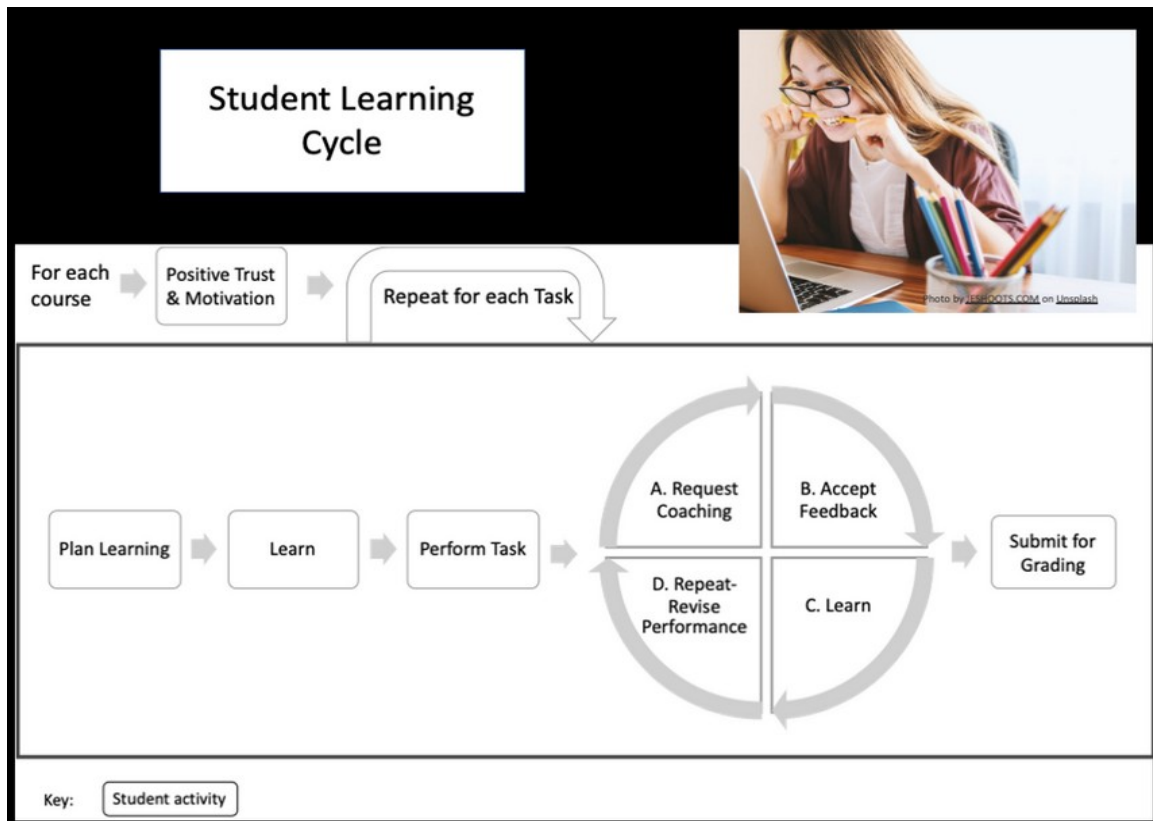 Student Learning
Cycle
Photo by JESHOOTS.COM on Unsplash
For each
course
Positive Trust
& Motivation
Repeat for each Task
Plan Learning
Learn
Perform Task
A. Request
Coaching
B. Accept
Feedback
C. Learn
D. Repeat-
Revise
Performance
Submit for
Grading
Key:
Student activity